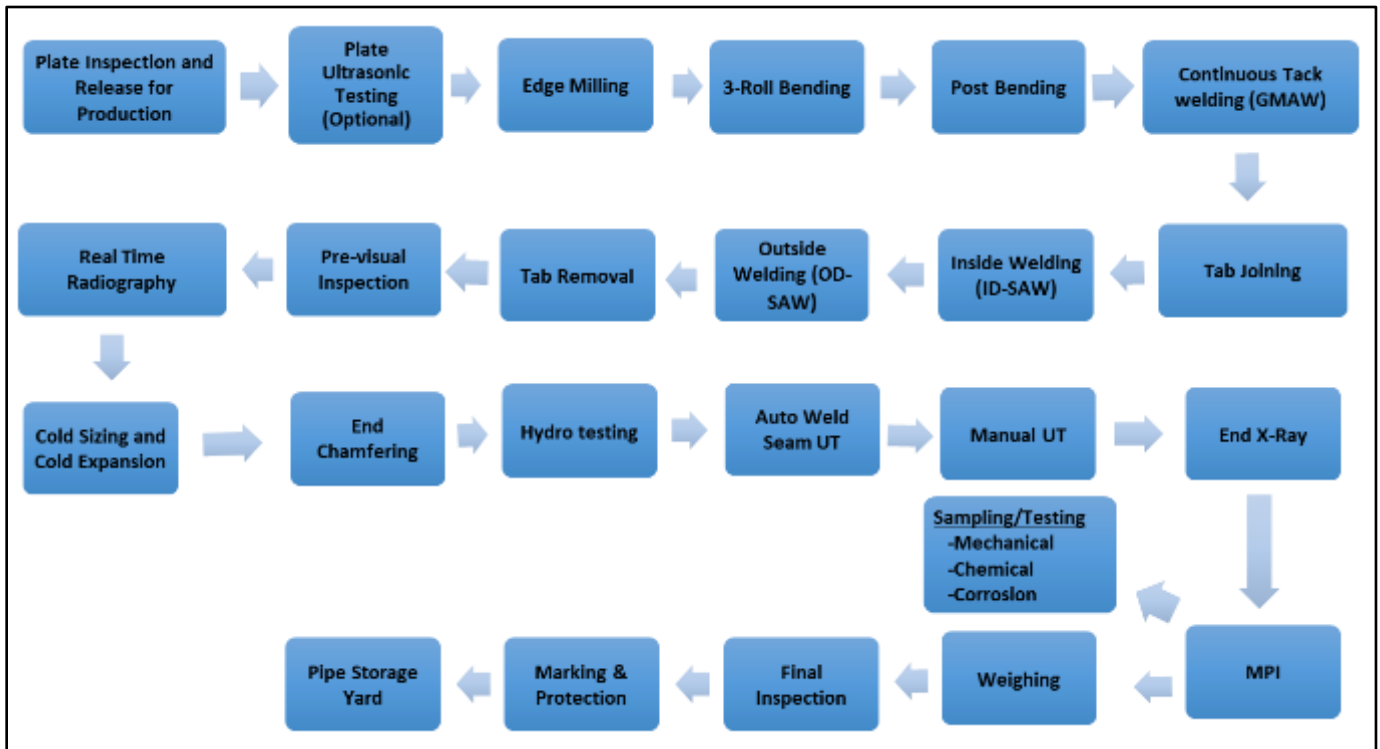 Plate Inspection and
Release for
Production
Plate
Ultrasonic
Testing
(Optional)
Edge Milling
3-Roll Bending
Post Bending
Continuous Tack
welding (GMAW)
Real Time
Radiography
Pre-visual
Inspection
Tab Removal
Outside
Welding (OD-
SAW)
Inside Welding
(ID-SAW)
Tab Joining
Cold Sizing and
Cold Expansion
End
Chamfering
Hydro testing
Auto Weld
Seam UT
Manual UT
End X-Ray
Sampling/Testing
-Mechanical
-Chemical
-Corrosion
Pipe Storage
Yard
Marking &
Protection
Final
Inspection
Weighing
MPI